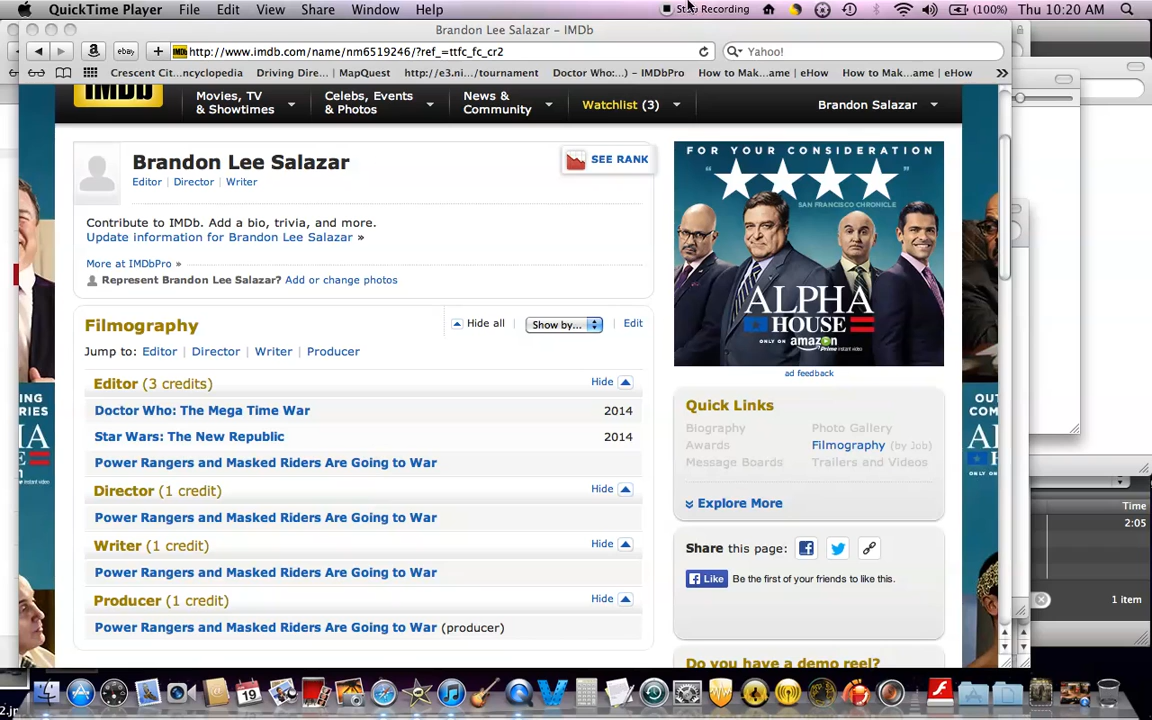 QuickTime Player File Edit View Share Window Help Stop Recording (100%) Thu 10:20 AM
Brandon Salazar – IMDb
ebay IMDb http://www.imdb.com/name/nm6519246/?ref_=ttfc_fc_cr2 Yahoo!
Crescent Cit...ncyclopedia Driving Dire... | MapQuest http://e3.ni.../tournament Doctor Who:...) – IMDbPro How to Mak...ame | eHow How to Mak...ame | eHow
IMDb
Movies, TV & Showtimes
Celebs, Events & Photos
News & Community
Watchlist (3)
Brandon Salazar
Brandon Lee Salazar
SEE RANK
Editor | Director | Writer
Contribute to IMDb. Add a bio, trivia, and more.
Update information for Brandon Lee Salazar »
More at IMDbPro »
Represent Brandon Lee Salazar? Add or change photos
Filmography
Hide all | Show by... | Edit
Jump to: Editor | Director | Writer | Producer
Editor (3 credits) Hide
Doctor Who: The Mega Time War 2014
Star Wars: The New Republic 2014
Power Rangers and Masked Riders Are Going to War
Director (1 credit) Hide
Power Rangers and Masked Riders Are Going to War
Writer (1 credit) Hide
Power Rangers and Masked Riders Are Going to War
Producer (1 credit) Hide
Power Rangers and Masked Riders Are Going to War (producer)
FOR YOUR CONSIDERATION
SAN FRANCISCO CHRONICLE
ALPHA
HOUSE
ONLY ON amazon Prime instant video
ad feedback
Quick Links
Biography Photo Gallery
Awards Filmography (by Job)
Message Boards Trailers and Videos
Explore More
Share this page:
Like Be the first of your friends to like this.
Do you have a demo reel?
Time
2:05
1 item
19